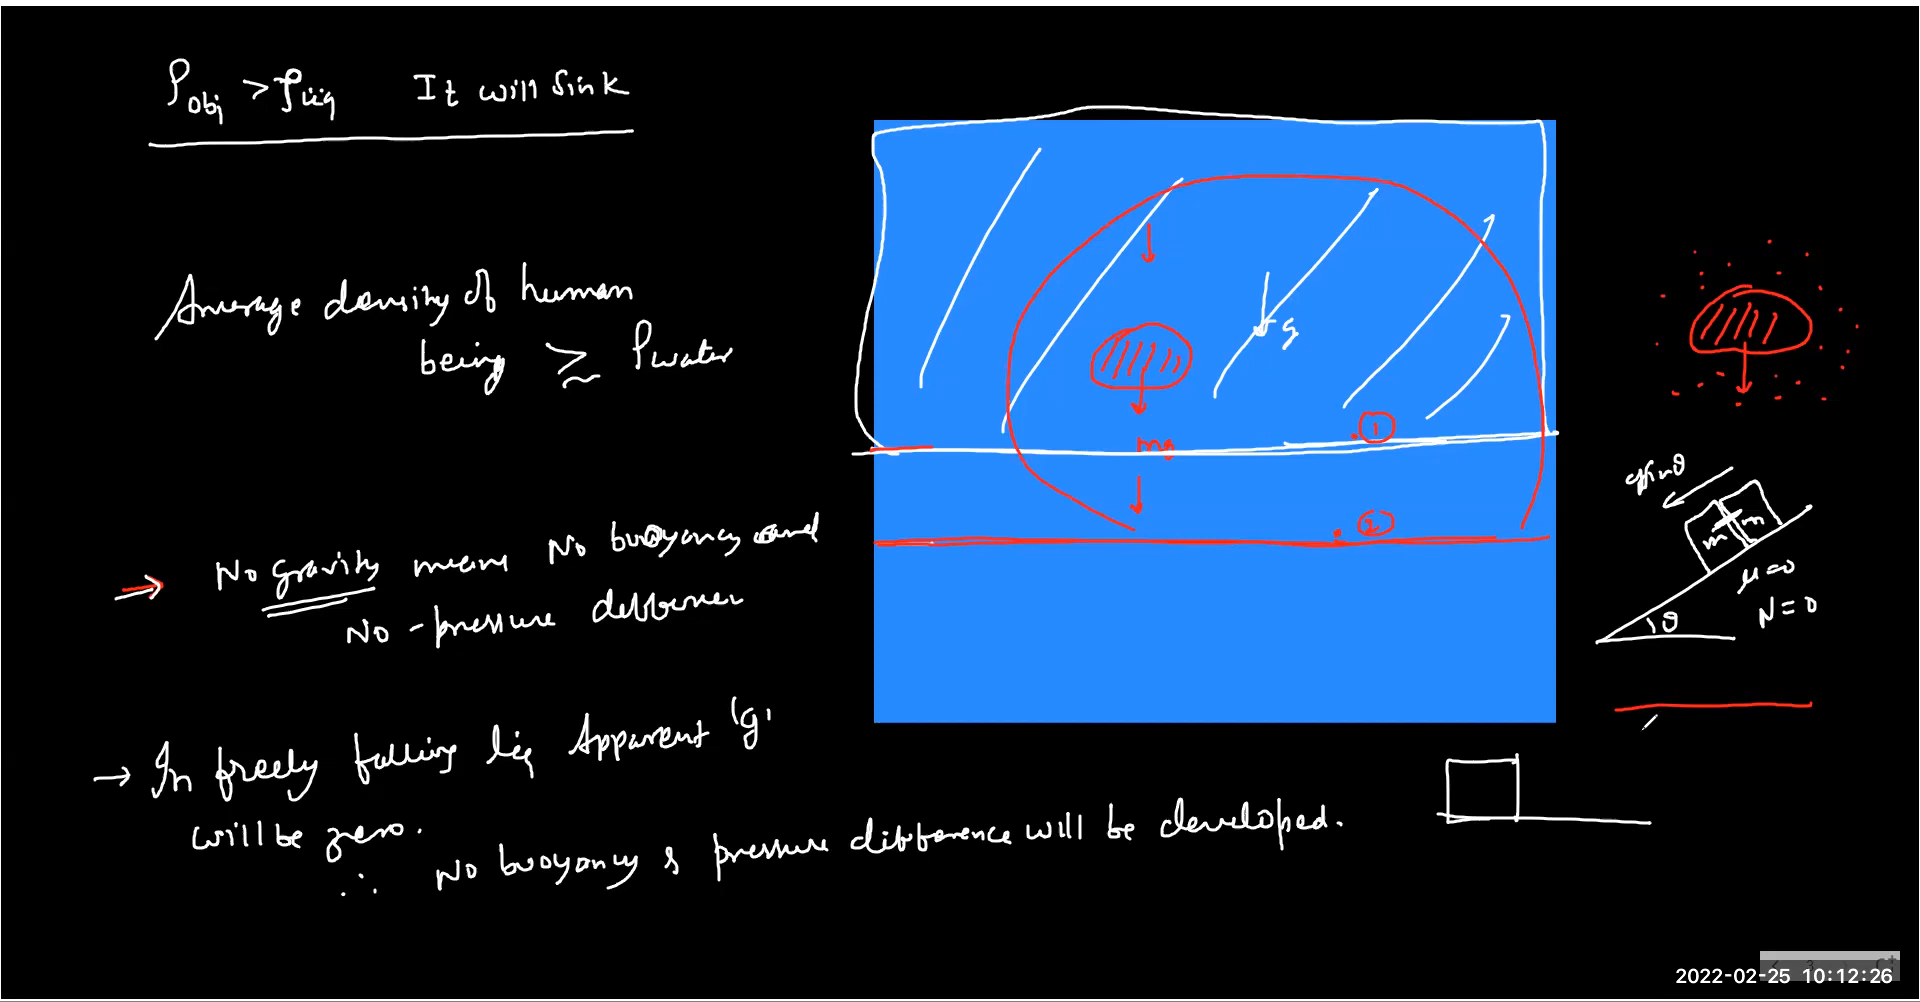 ρobj > ρliq It will sink
Average density of human
being ≳ ρwater
→ No gravity means No buoyancy and
No - pressure difference
→ In freely falling liq Apparent 'g'
will be zero.
∴ No buoyancy & pressure difference will be developed.
g
mg
1
2
gsinθ
m
m
μ=0
N=0
θ
2022-02-25 10:12:26